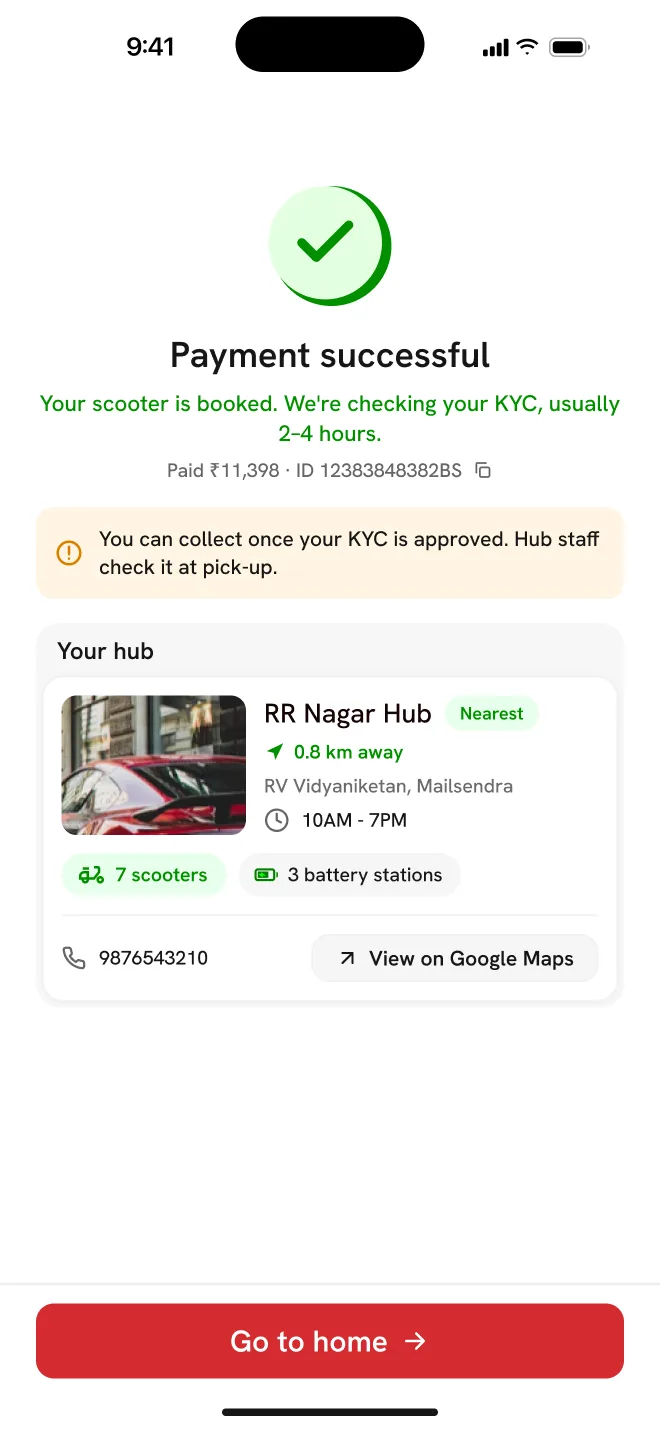 9:41
Payment successful
Your scooter is booked. We're checking your KYC, usually
2–4 hours.
Paid ₹11,398 · ID 12383848382BS
You can collect once your KYC is approved. Hub staff
check it at pick-up.
Your hub
RR Nagar Hub Nearest
0.8 km away
RV Vidyaniketan, Mailsendra
10AM - 7PM
7 scooters 3 battery stations
9876543210 View on Google Maps
Go to home →